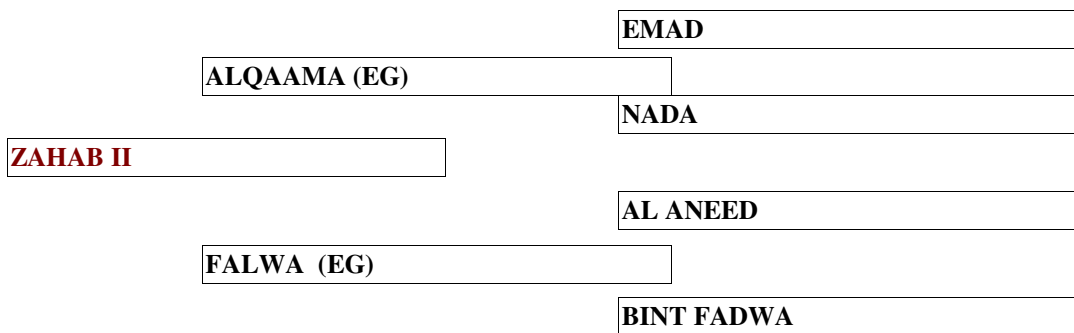 EMAD
ALQAAMA (EG)
NADA
ZAHAB II
AL ANEED
FALWA (EG)
BINT FADWA